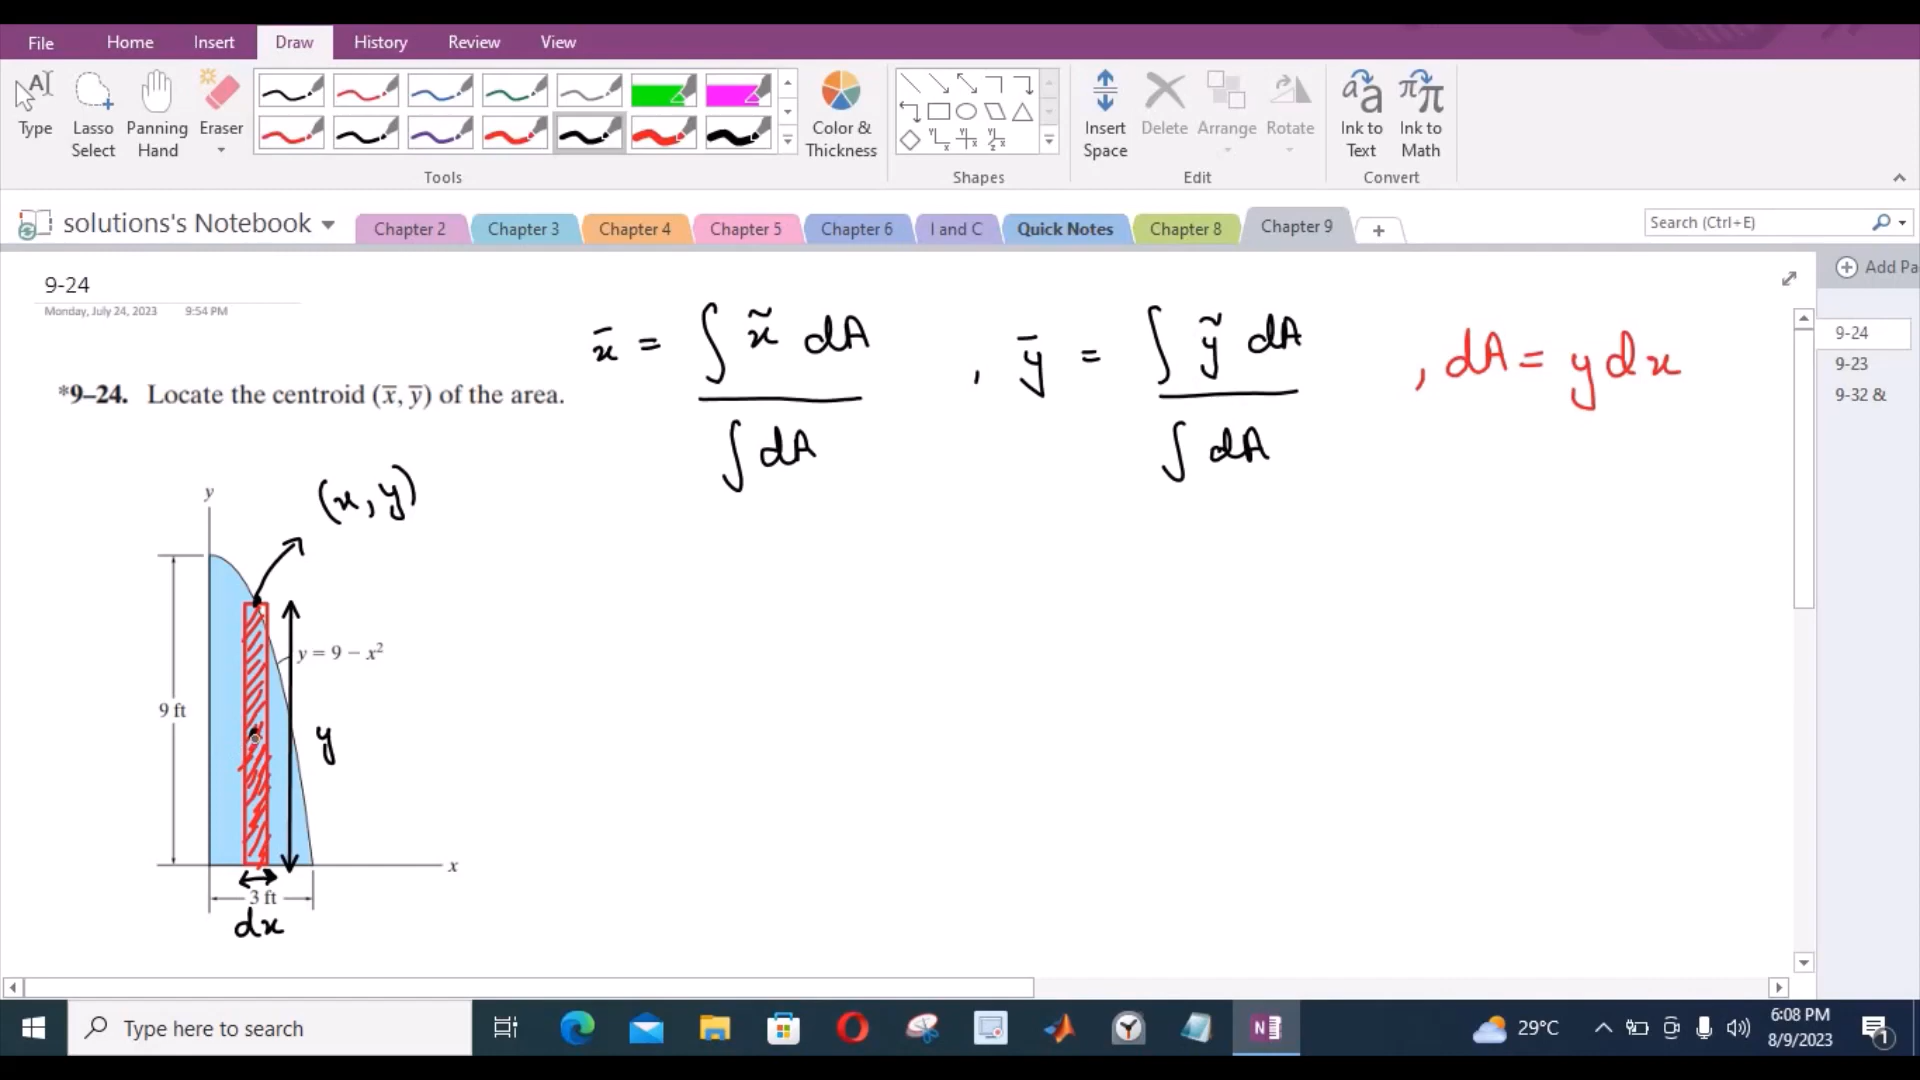 File Home Insert Draw History Review View
Type Lasso Select Panning Hand Eraser Color & Thickness Insert Space Delete Arrange Rotate Ink to Text Ink to Math
Tools Shapes Edit Convert
solutions's Notebook Chapter 2 Chapter 3 Chapter 4 Chapter 5 Chapter 6 I and C Quick Notes Chapter 8 Chapter 9 + Search (Ctrl+E)
Add Pa
9-24
Monday, July 24, 2023 9:54 PM
9-24
9-23
9-32 &
x̄ = ∫ x̃ dA / ∫ dA , ȳ = ∫ ỹ dA / ∫ dA , dA = y dx
*9–24. Locate the centroid (x̄, ȳ) of the area.
y
(x, y)
y = 9 − x²
9 ft
y
x
3 ft
dx
Type here to search 29°C 6:08 PM
8/9/2023
1